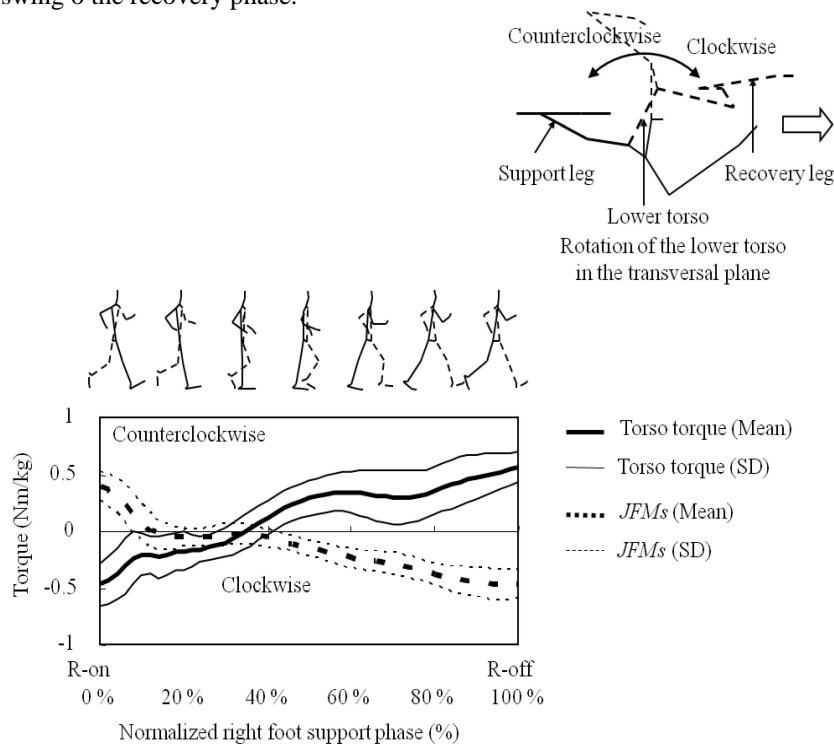 swing o the recovery phase.
Counterclockwise
Clockwise
Support leg
Recovery leg
Lower torso
Rotation of the lower torso
in the transversal plane
1
0.5
0
-0.5
-1
Torque (Nm/kg)
Counterclockwise
Clockwise
Torso torque (Mean)
Torso torque (SD)
JFMs (Mean)
JFMs (SD)
R-on
R-off
0 % 20 % 40 % 60 % 80 % 100 %
Normalized right foot support phase (%)